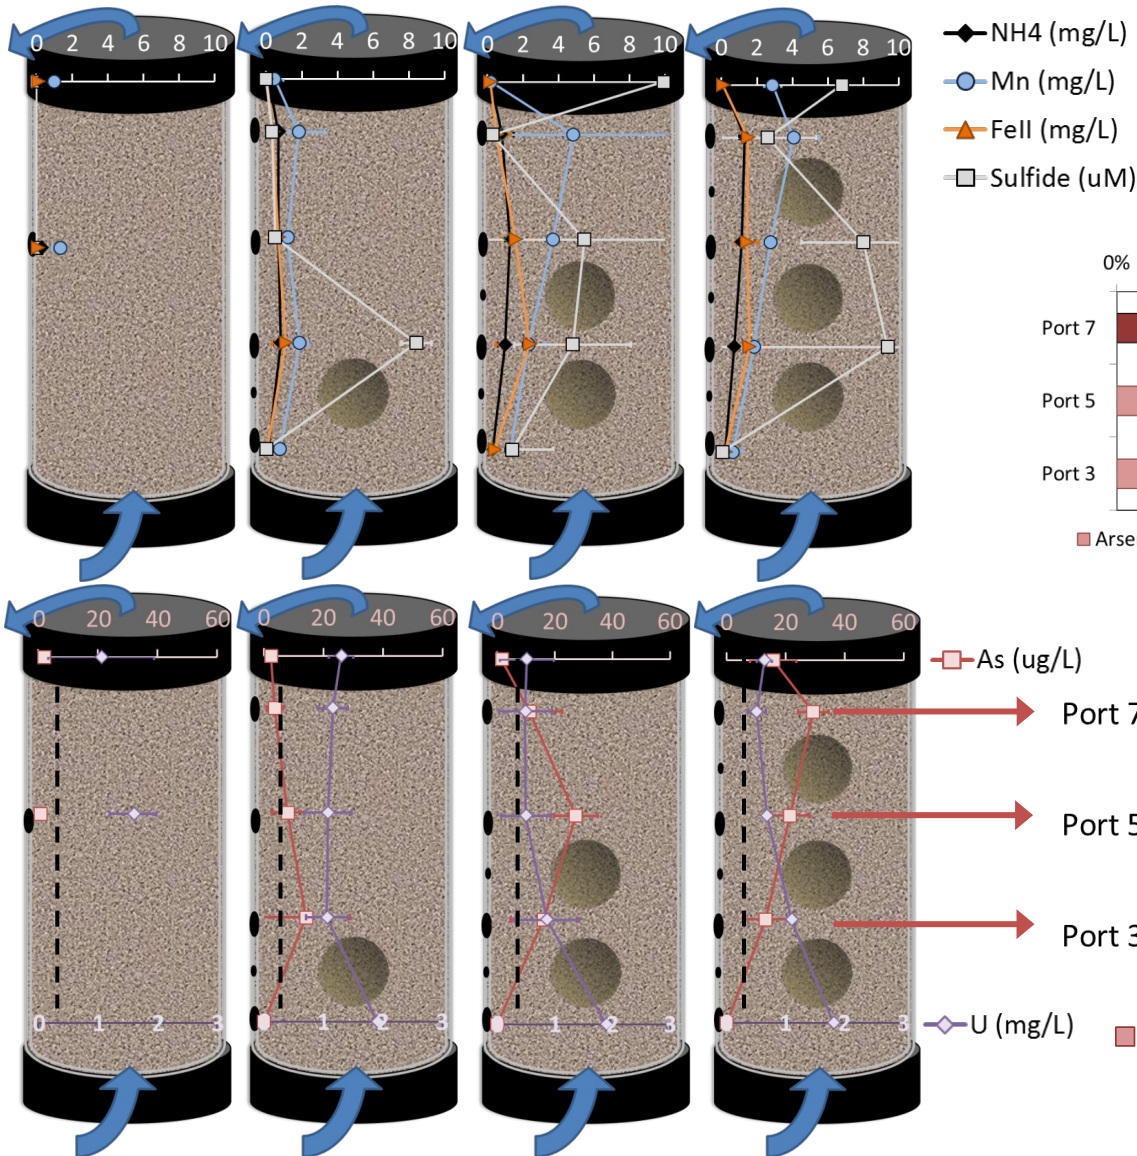 0 2 4 6 8 10
0 2 4 6 8 10
0 2 4 6 8 10
0 2 4 6 8 10
NH4 (mg/L)
Mn (mg/L)
FeII (mg/L)
Sulfide (uM)
0%
Port 7
Port 5
Port 3
Arse
0 20 40 60
0 20 40 60
0 20 40 60
0 20 40 60
As (ug/L)
Port 7
Port 5
Port 3
0 1 2 3
0 1 2 3
0 1 2 3
0 1 2 3
U (mg/L)